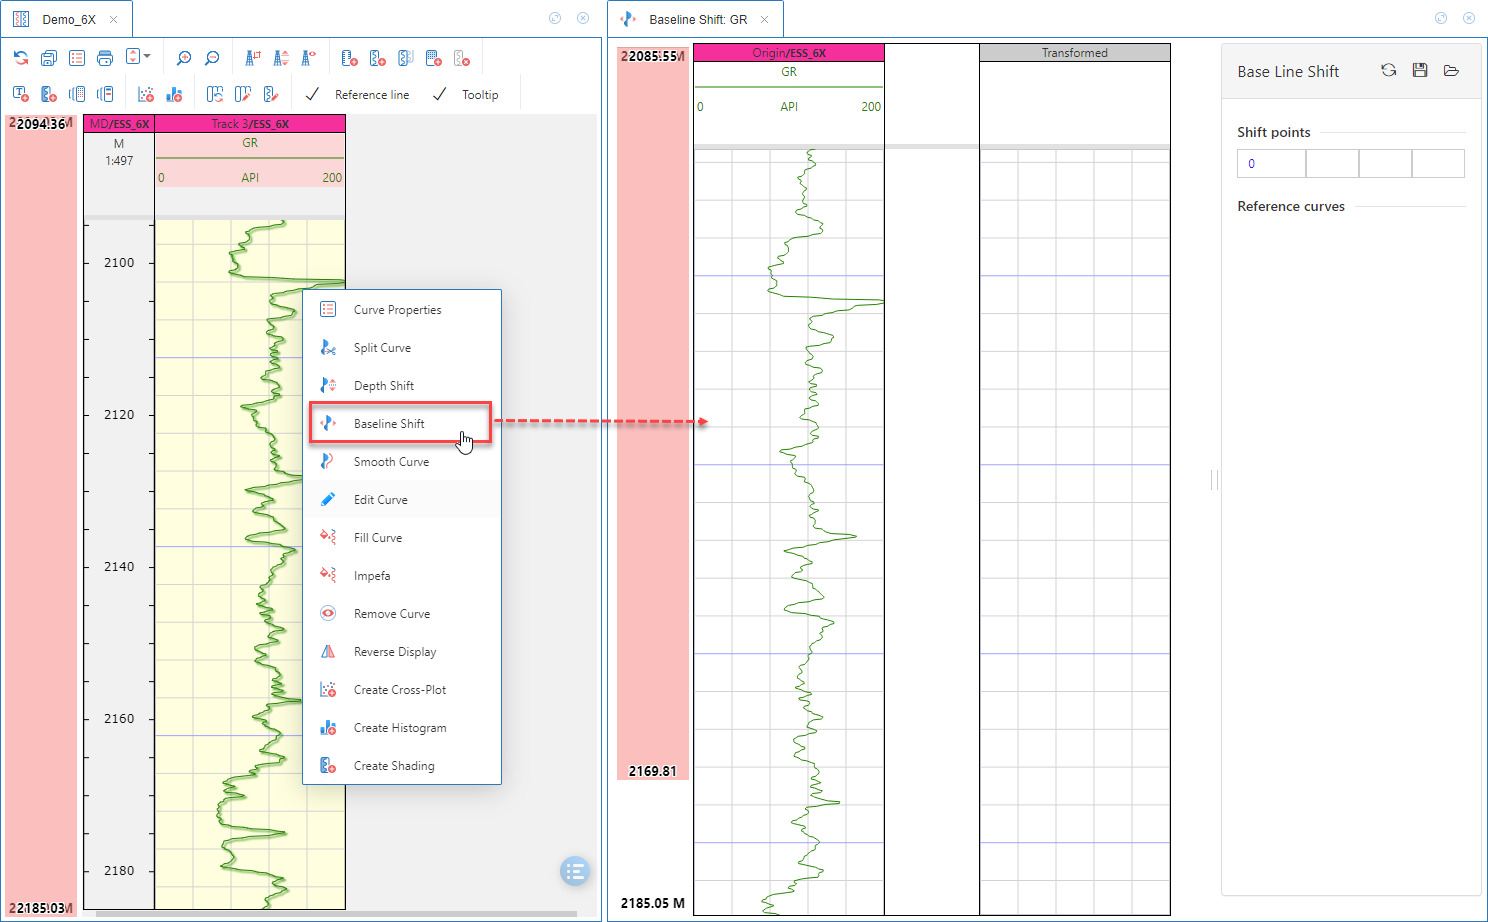 Demo_6X
Reference line
Tooltip
2094.36
MD/ESS_6X
Track 3/ESS_6X
M
1:497
GR
0
API
200
2100
2120
2140
2160
2180
2185.03
Curve Properties
Split Curve
Depth Shift
Baseline Shift
Smooth Curve
Edit Curve
Fill Curve
Impefa
Remove Curve
Reverse Display
Create Cross-Plot
Create Histogram
Create Shading
Baseline Shift: GR
2085.55
Origin/ESS_6X
GR
0
API
200
Transformed
2169.81
2185.05 M
Base Line Shift
Shift points
0
Reference curves